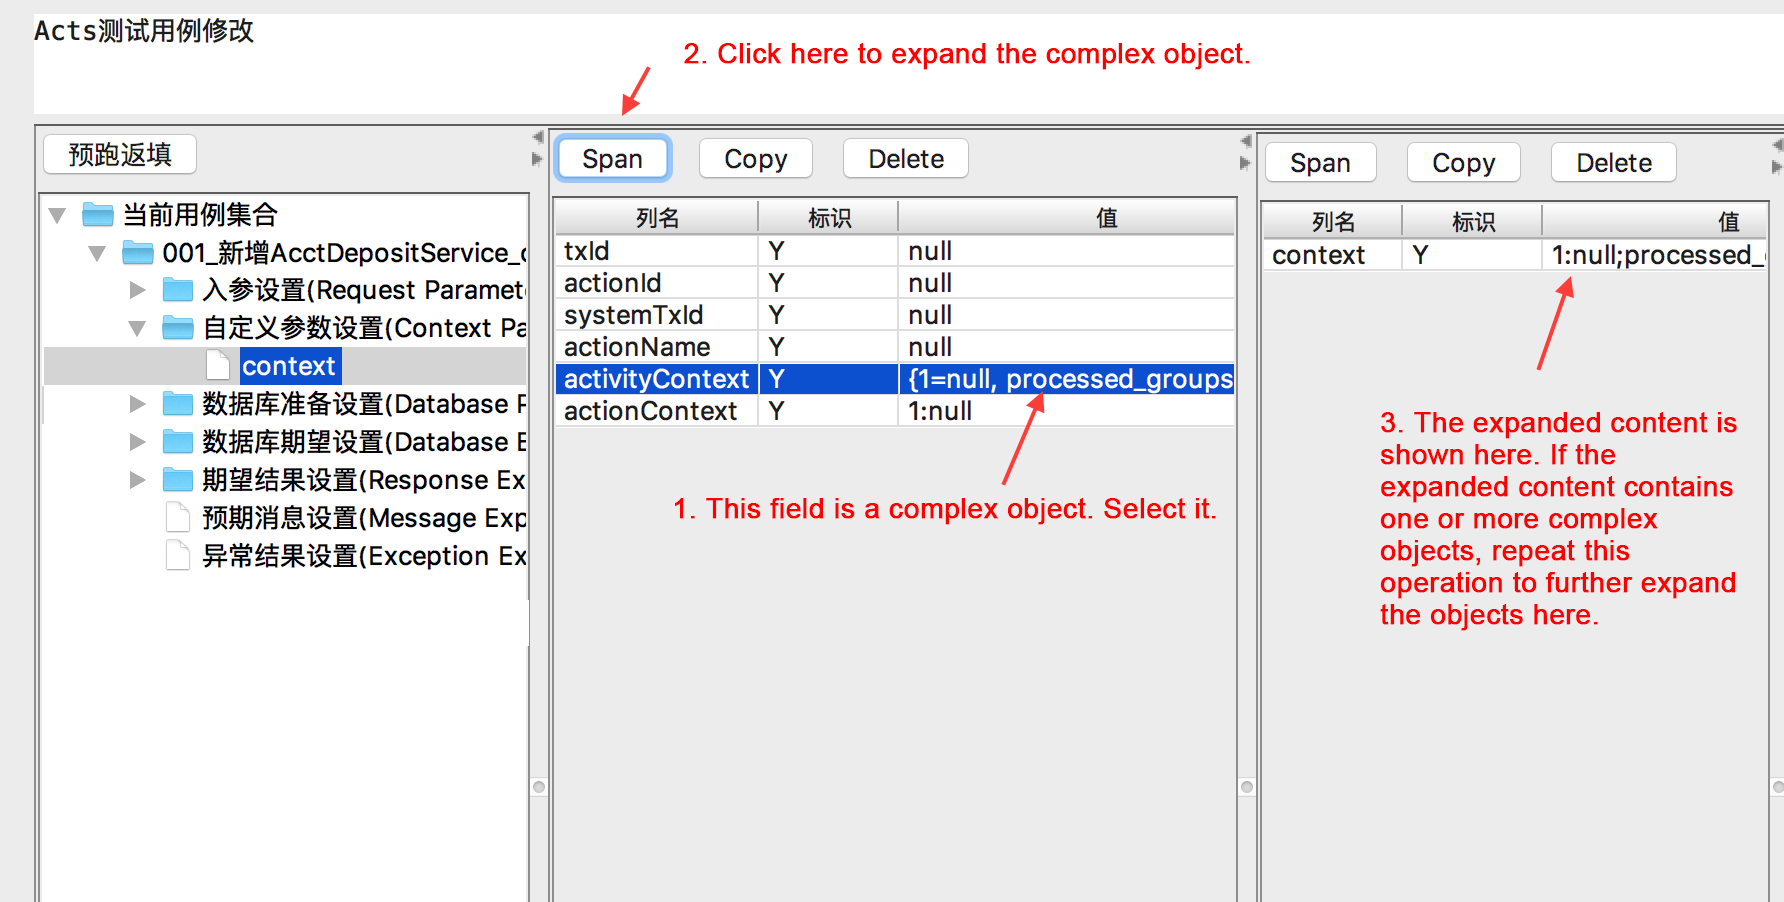 Acts测试用例修改
2. Click here to expand the complex object.
预跑返填
Span Copy Delete
Span Copy Delete
当前用例集合
001_新增AcctDepositService_
入参设置(Request Paramet
自定义参数设置(Context Pa
context
数据库准备设置(Database
数据库期望设置(Database
期望结果设置(Response Ex
预期消息设置(Message Exp
异常结果设置(Exception Ex
列名 标识 值
txId Y null
actionId Y null
systemTxId Y null
actionName Y null
activityContext Y {1=null, processed_groups
actionContext Y 1:null
1. This field is a complex object. Select it.
列名 标识 值
context Y 1:null;processed_
3. The expanded content is
shown here. If the
expanded content contains
one or more complex
objects, repeat this
operation to further expand
the objects here.